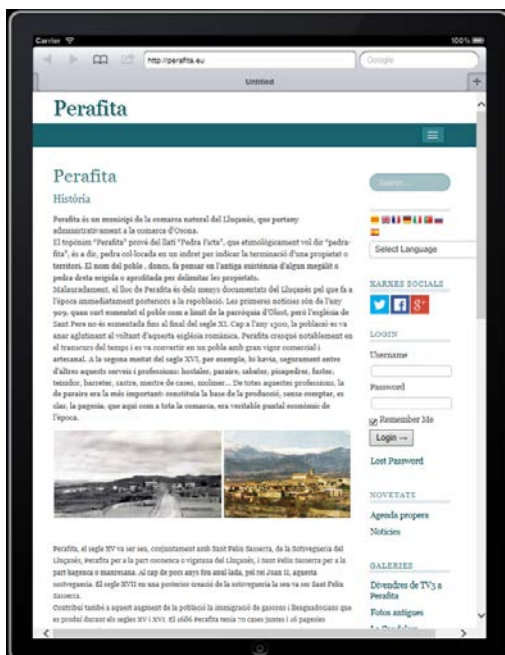 Carrier
100%
http://perafita.eu
Google
Untitled
Perafita
Perafita
Història
Search...
Perafita és un municipi de la comarca natural del Lluçanès, que pertany
administrativament a la comarca d'Osona.
El topònim "Perafita" prové del llatí "Pedra Ficta", que etimològicament vol dir "pedra-
fita", és a dir, pedra col·locada en un indret per indicar la terminació d'una propietat o
territori. El nom del poble, doncs, fa pensar en l'antiga existència d'algun megàlit o
pedra dreta erigida o aprofitada per delimitar les propietats.
Malauradament, el lloc de Perafita és dels menys documentats del Lluçanès pel que fa a
l'època immediatament posteriors a la repoblació. Les primeres notícies són de l'any
909, quan surt esmentat el poble com a límit de la parròquia d'Olost, però l'església de
Sant Pere no és esmentada fins al final del segle XI. Cap a l'any 1300, la població es va
anar aglutinant al voltant d'aquesta església romànica. Perafita cresqué notablement en
el transcurs del temps i es va convertir en un poble amb gran vigor comercial i
artesanal. A la segona meitat del segle XVI, per exemple, hi havia, segurament entre
d'altres aquests serveis i professions: hostaler, paraire, sabater, picapedrer, fuster,
teixidor, barreter, sastre, mestre de cases, moliner... De totes aquestes professions, la
de paraire era la més important: constituïa la base de la producció, sense comptar, es
clar, la pagesia, que aquí com a tota la comarca, era veritable puntal econòmic de
l'època.
Perafita, el segle XV va ser seu, conjuntament amb Sant Feliu Sasserra, de la Sotsvegueria del
Lluçanès, Perafita per a la part osonenca o vigatana del Lluçanès, i Sant Feliu Sasserra per a la
part bagenca o manresana. Al cap de pocs anys fou anul·lada, pel rei Joan II, aquesta
sotsvegueria. El segle XVII en una posterior creació de la sotsvegueria la seu va ser Sant Feliu
Sasserra.
Contribuí també a aquest augment de la població la immigració de gascons i llenguadocians que
es produí durant els segles XV i XVI. El 1686 Perafita tenia 70 cases juntes i 16 pagesies
Select Language
XARXES SOCIALS
f
g+
LOGIN
Username
Password
Remember Me
Login →
Lost Password
NOVETATS
Agenda propera
Notícies
GALERIES
Divendres de TV3 a
Perafita
Fotos antigues
La Candelera